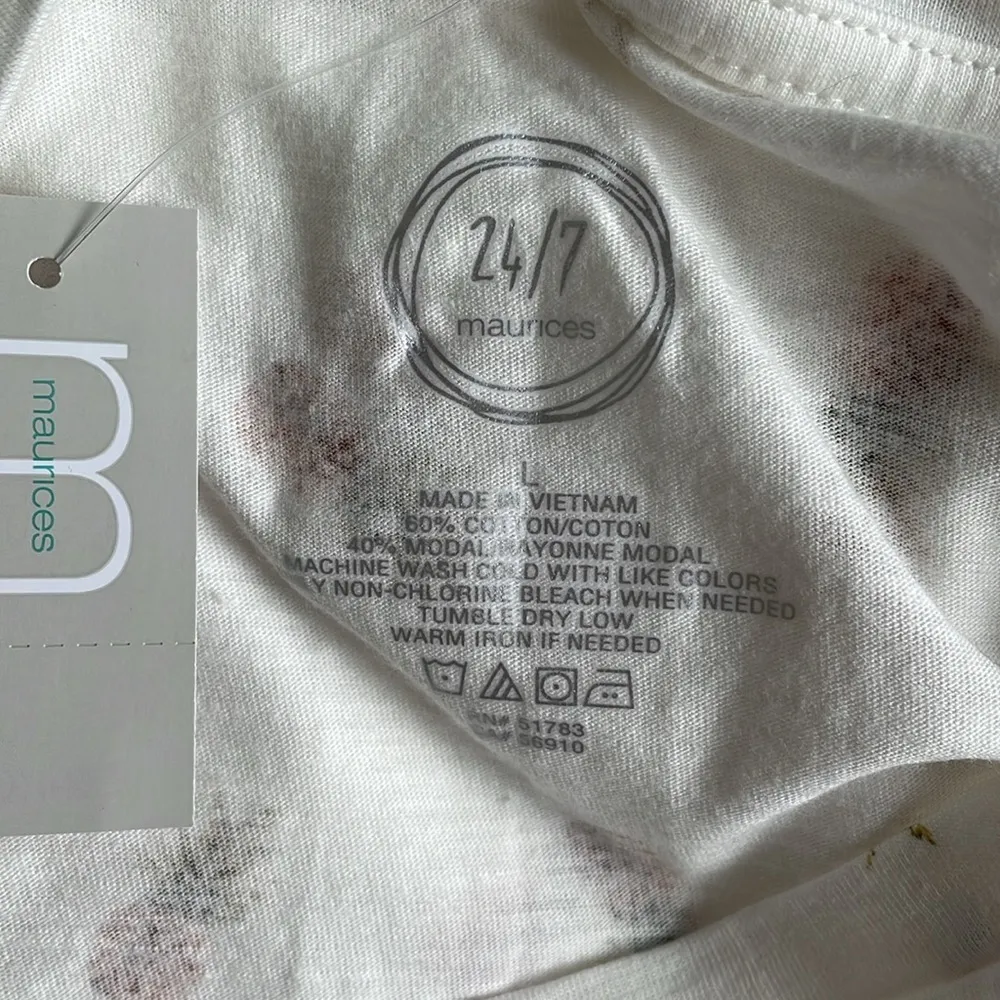 24/7
maurices
L
MADE IN VIETNAM
60% COTTON/COTON
40% MODAL/RAYONNE MODAL
MACHINE WASH COLD WITH LIKE COLORS
NON-CHLORINE BLEACH WHEN NEEDED
TUMBLE DRY LOW
WARM IRON IF NEEDED
RN# 51783
56910
m
maurices